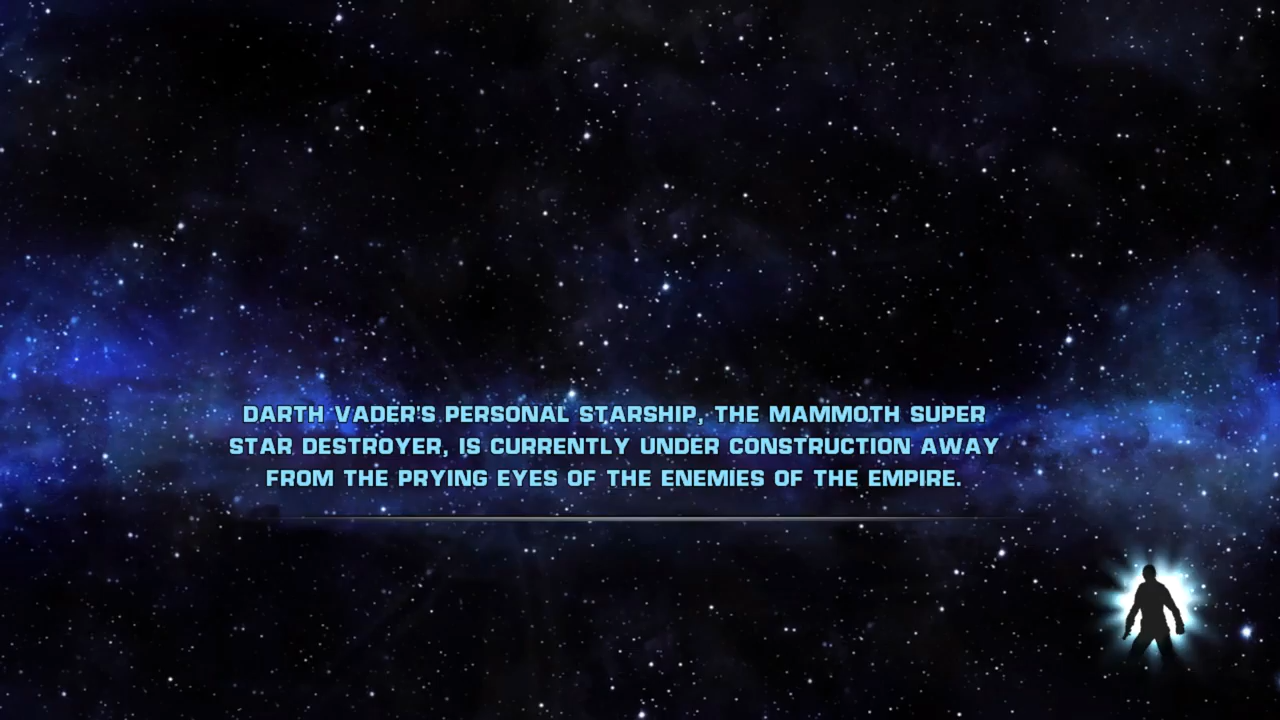 DARTH VADER'S PERSONAL STARSHIP, THE MAMMOTH SUPER
STAR DESTROYER, IS CURRENTLY UNDER CONSTRUCTION AWAY
FROM THE PRYING EYES OF THE ENEMIES OF THE EMPIRE.